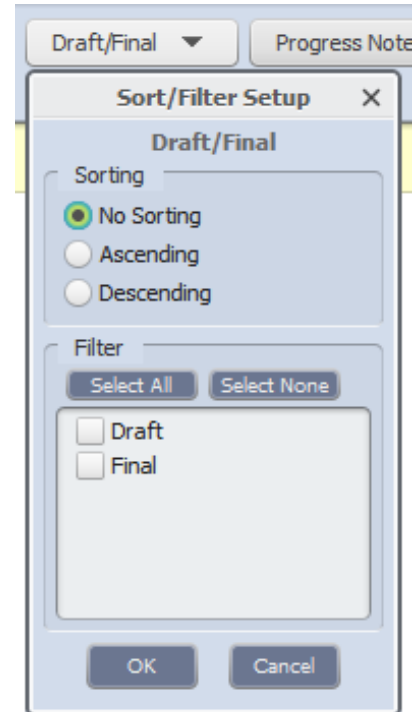 Draft/Final Progress Note
Sort/Filter Setup
Draft/Final
Sorting
No Sorting
Ascending
Descending
Filter
Select All Select None
Draft
Final
OK Cancel